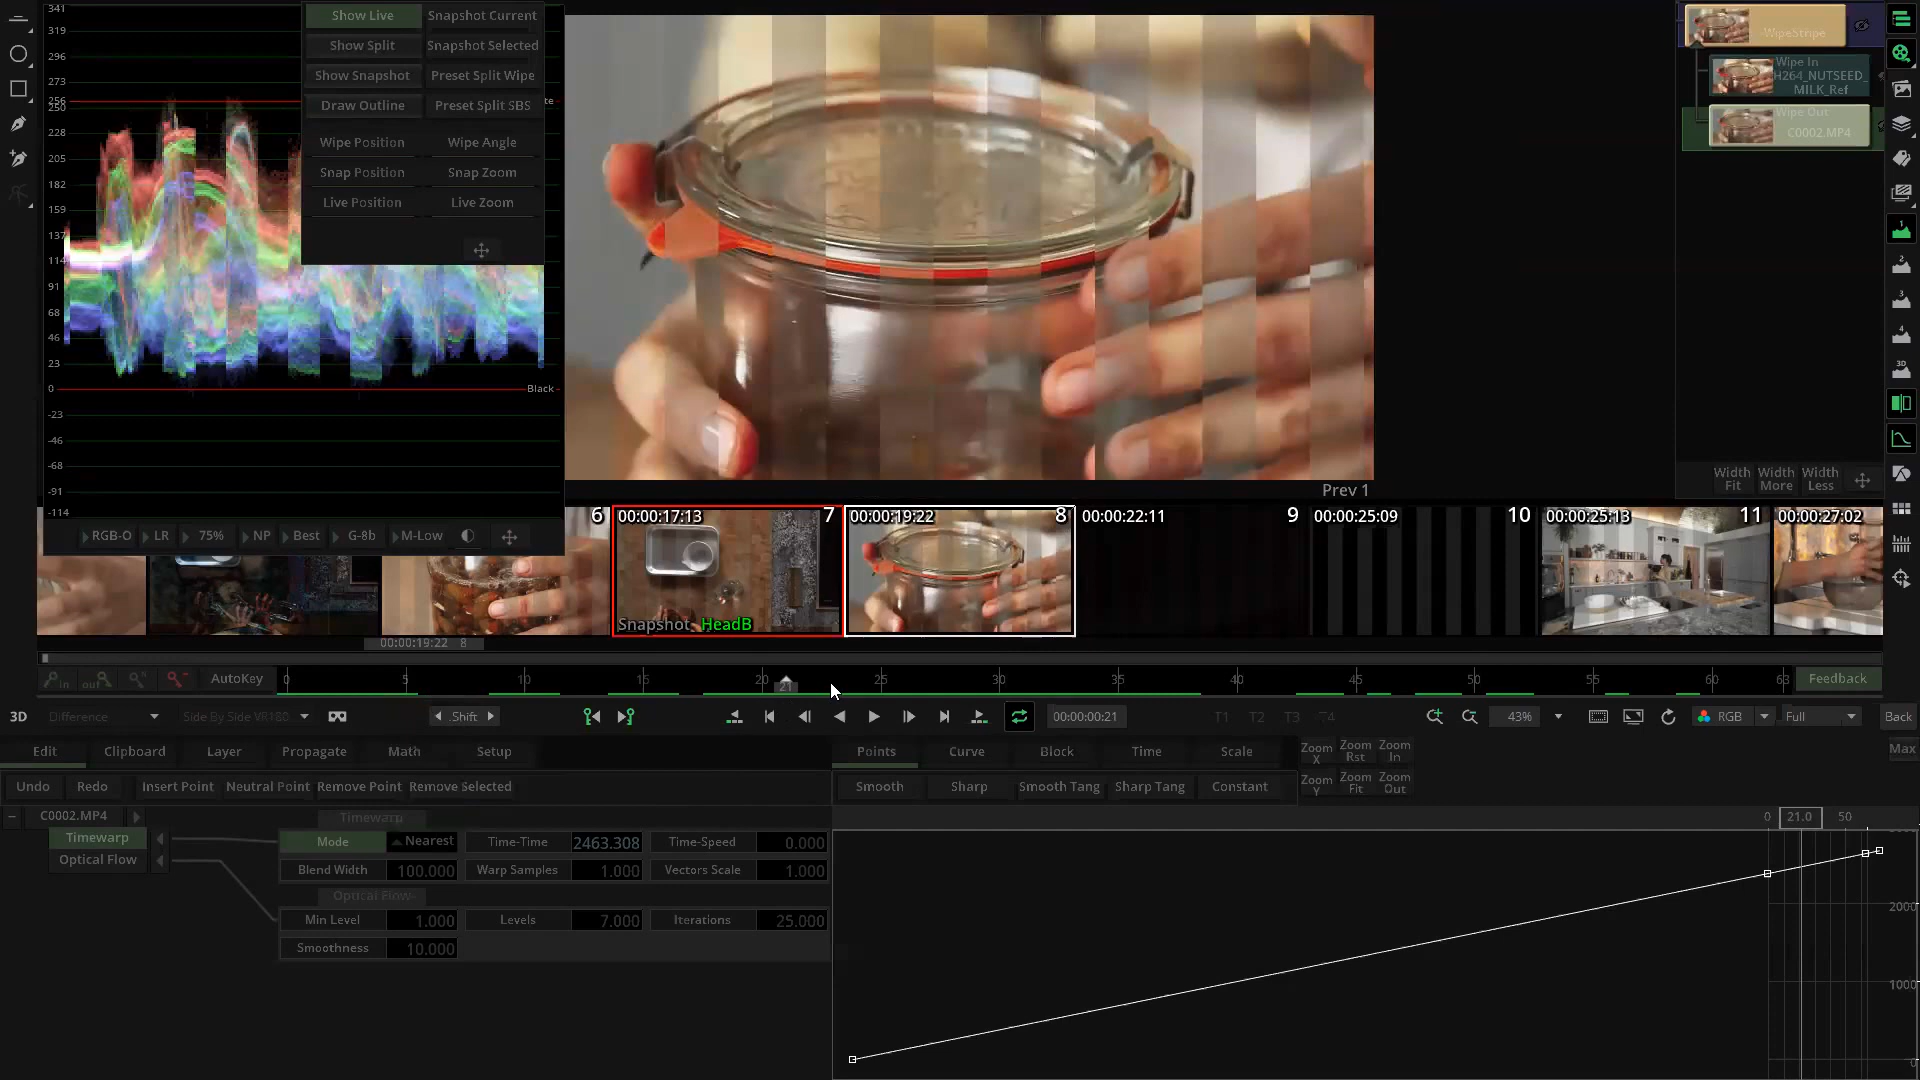 341
319
296
273
256
250
228
205
182
159
137
114
91
68
46
23
0
-23
-46
-68
-91
-114
Black
Show Live Snapshot Current
Show Split Snapshot Selected
Show Snapshot Preset Split Wipe
Draw Outline Preset Split SBS
Wipe Position Wipe Angle
Snap Position Snap Zoom
Live Position Live Zoom
RGB-O LR 75% NP Best G-8b M-Low
WipeStripe
Wipe In
H264_NUTSEED_
MILK_Ref
Wipe Out
C0002.MP4
Width Fit
Width More
Width Less
Prev 1
6
00:00:17:13 7
Snapshot HeadB
00:00:19:22 8
00:00:22:11 9
00:00:25:09 10
00:00:25:13 11
00:00:27:02
00:00:19:22 8
in out AutoKey 0 5 10 15 20 21 25 30 35 40 45 50 55 60 63 Feedback
3D Difference Side By Side VR180 Shift 00:00:00:21 T1 T2 T3 43% RGB Full Back
Edit Clipboard Layer Propagate Math Setup
Undo Redo Insert Point Neutral Point Remove Point Remove Selected
Points Curve Block Time Scale
Smooth Sharp Smooth Tang Sharp Tang Constant
Zoom X
Zoom Rst
Zoom In
Zoom Y
Zoom Fit
Zoom Out
Max
C0002.MP4
Timewarp
Optical Flow
Timewarp
Mode Nearest Time-Time 2463.308 Time-Speed 0.000
Blend Width 100.000 Warp Samples 1.000 Vectors Scale 1.000
Optical Flow
Min Level 1.000 Levels 7.000 Iterations 25.000
Smoothness 10.000
0 21.0 50
2000
1000
0